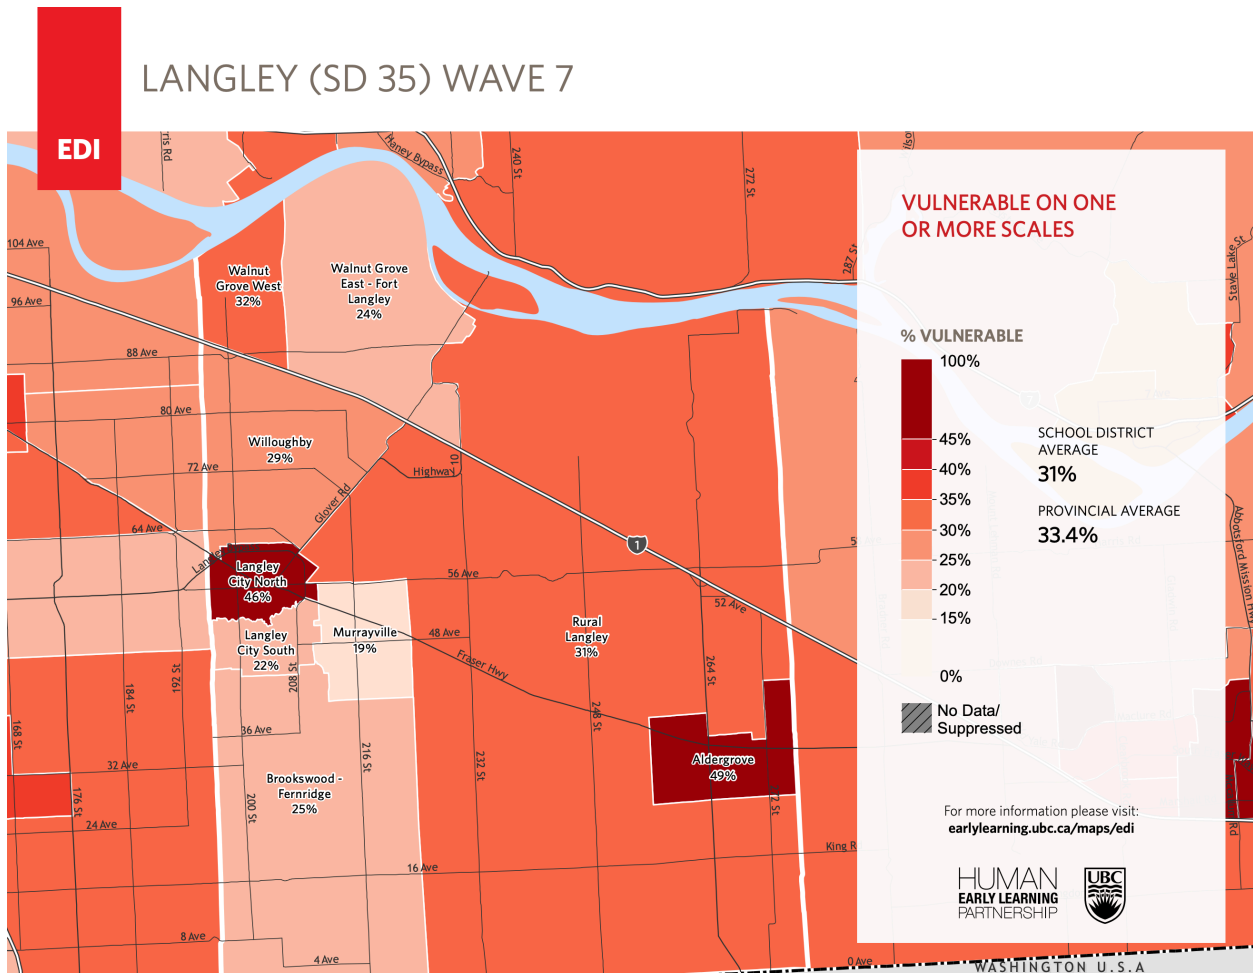 LANGLEY (SD 35) WAVE 7
EDI
VULNERABLE ON ONE
OR MORE SCALES
% VULNERABLE
100%
45%
40%
35%
30%
25%
20%
15%
0%
No Data/
Suppressed
SCHOOL DISTRICT
AVERAGE
31%
PROVINCIAL AVERAGE
33.4%
For more information please visit:
earlylearning.ubc.ca/maps/edi
HUMAN
EARLY LEARNING
PARTNERSHIP
UBC
Walnut
Grove West
32%
Walnut Grove
East - Fort
Langley
24%
Willoughby
29%
Langley
City North
46%
Langley
City South
22%
Murrayville
19%
Rural
Langley
31%
Aldergrove
49%
Brookswood -
Fernridge
25%
Haney Bypass
240 St
272 St
287 St
Stave Lake St
104 Ave
96 Ave
88 Ave
80 Ave
72 Ave
Highway 10
Glover Rd
64 Ave
1
56 Ave
52 Ave
48 Ave
Fraser Hwy
192 St
184 St
208 St
264 St
248 St
168 St
36 Ave
216 St
232 St
32 Ave
176 St
200 St
24 Ave
16 Ave
King R
8 Ave
4 Ave
0 Ave
Abbotsford Mission Hwy
Rd
WASHINGTON U.S.A